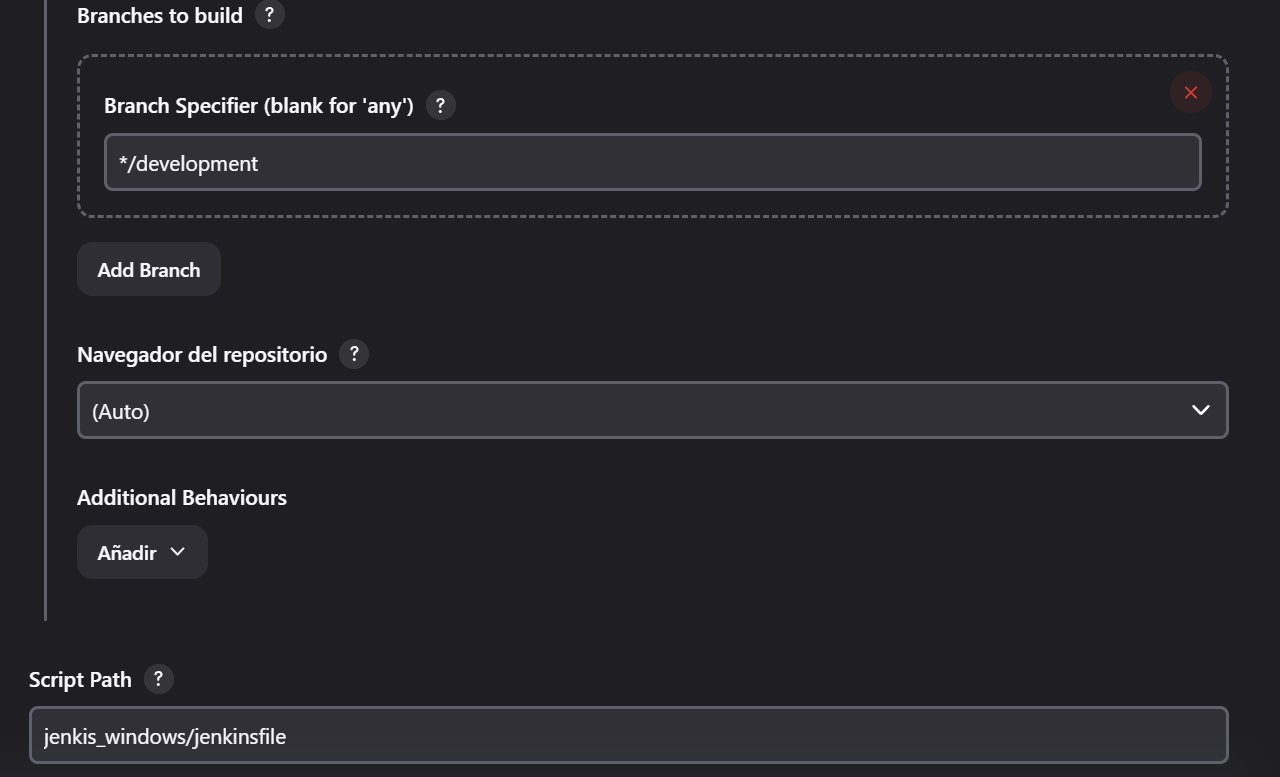 Branches to build ?
Branch Specifier (blank for 'any') ?
*/development
Add Branch
Navegador del repositorio ?
(Auto)
Additional Behaviours
Añadir
Script Path ?
jenkis_windows/jenkinsfile